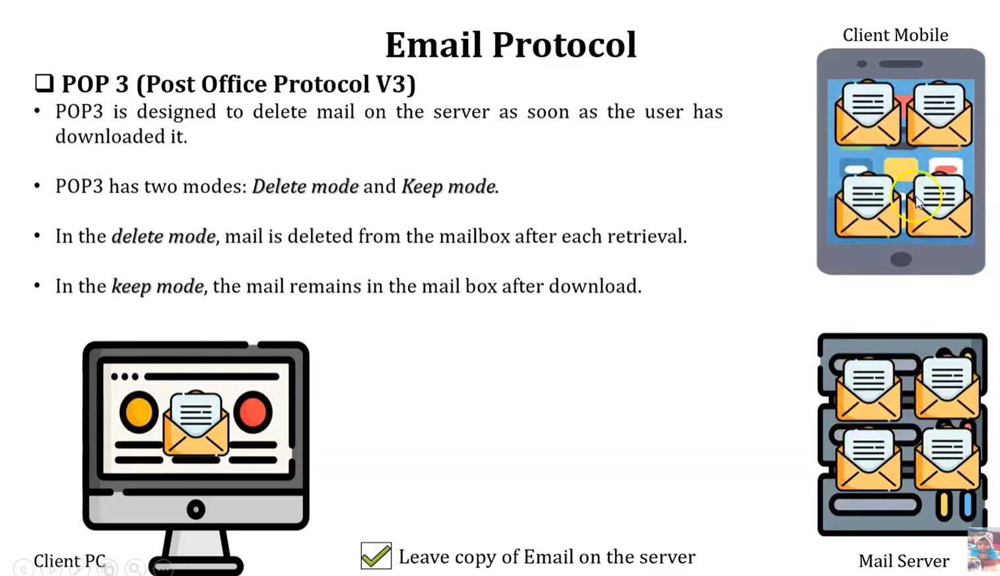 Email Protocol
Client Mobile
❑ POP 3 (Post Office Protocol V3)
• POP3 is designed to delete mail on the server as soon as the user has
downloaded it.
• POP3 has two modes: Delete mode and Keep mode.
• In the delete mode, mail is deleted from the mailbox after each retrieval.
• In the keep mode, the mail remains in the mail box after download.
Client PC
Leave copy of Email on the server
Mail Server